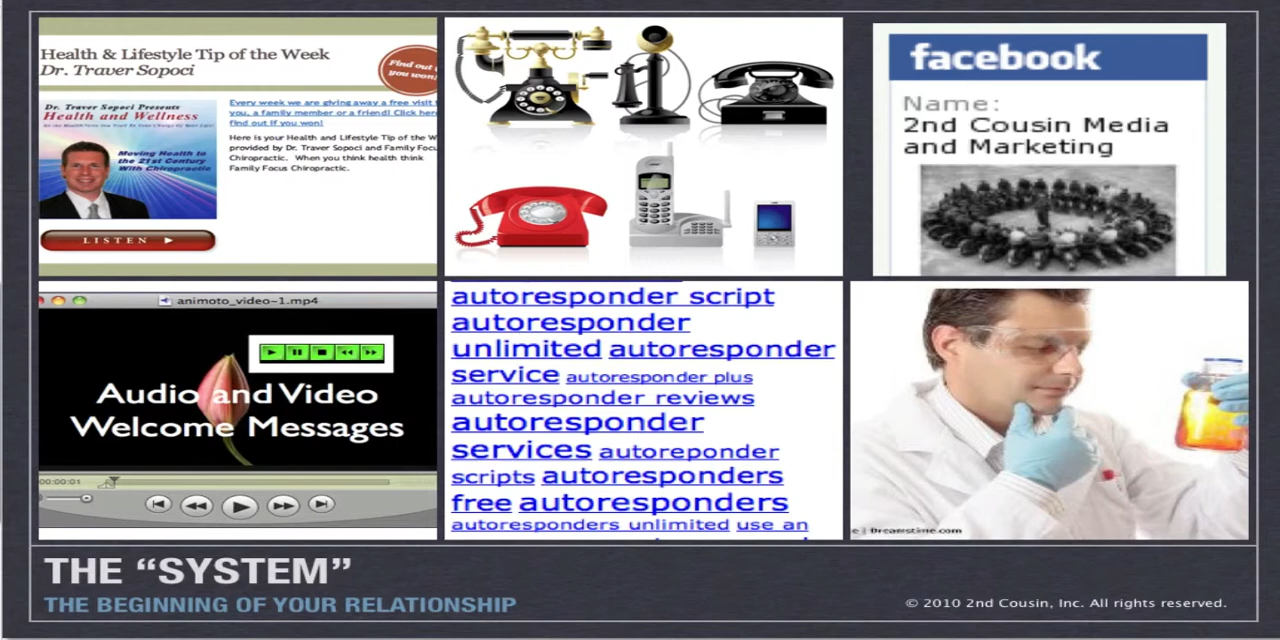 Health & Lifestyle Tip of the Week
Dr. Traver Sopoci
Find out
you won!
Dr. Traver Sopoci Presents
Health and Wellness
Moving Health to
the 21st Century
With Chiropractic
LISTEN
Every week we are giving away a free visit
you, a family member or a friend! Click her
find out if you won!
Here is your Health and Lifestyle Tip of the W
provided by Dr. Traver Sopoci and Family Focu
Chiropractic. When you think health think
Family Focus Chiropractic.
facebook
Name:
2nd Cousin Media
and Marketing
animoto_video-1.mp4
Audio and Video
Welcome Messages
00:00:01
autoresponder script
autoresponder
unlimited autoresponder
service autoresponder plus
autoresponder reviews
autoresponder
services autoreponder
scripts autoresponders
free autoresponders
autoresponders unlimited use an
e | Dreamstime.com
THE “SYSTEM”
THE BEGINNING OF YOUR RELATIONSHIP
© 2010 2nd Cousin, Inc. All rights reserved.